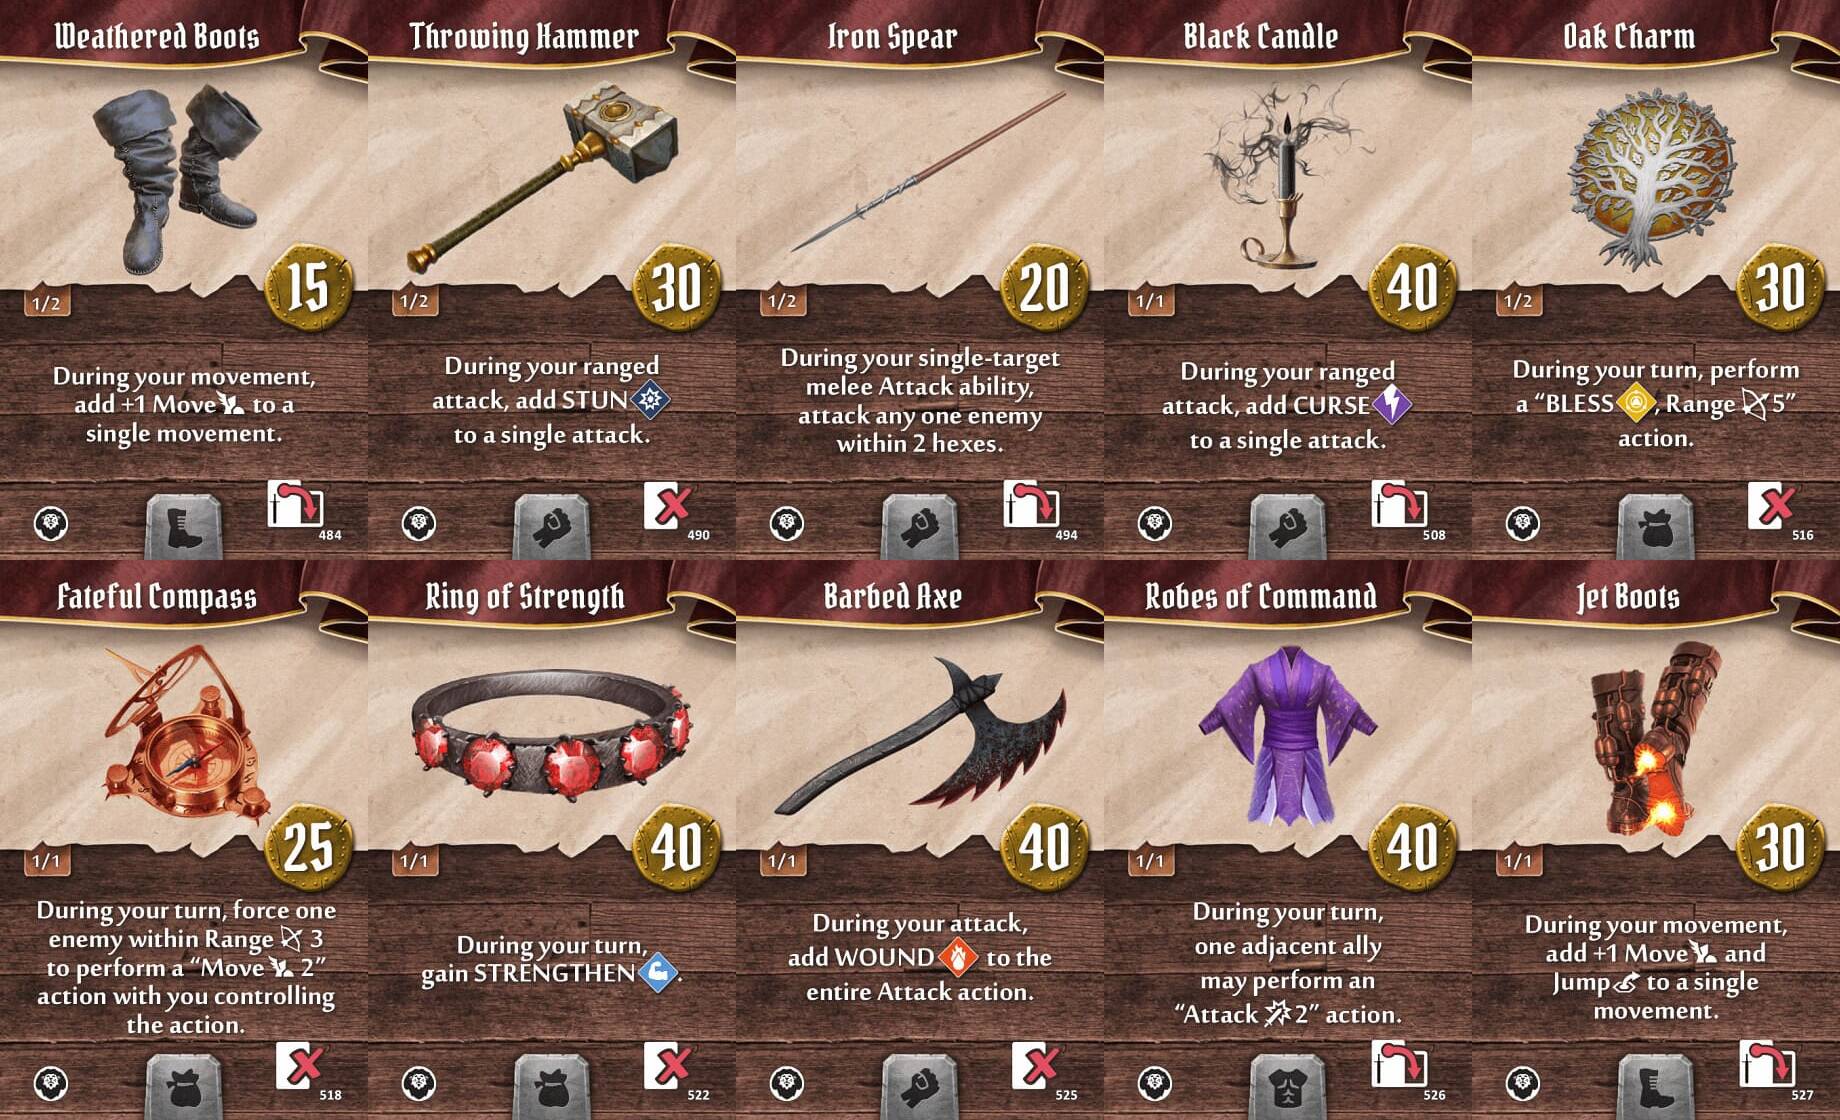 Weathered Boots
15
1/2
During your movement,
add +1 Move to a
single movement.
484
Throwing Hammer
30
1/2
During your ranged
attack, add STUN
to a single attack.
490
Iron Spear
20
1/2
During your single-target
melee Attack ability,
attack any one enemy
within 2 hexes.
494
Black Candle
40
1/1
During your ranged
attack, add CURSE
to a single attack.
508
Oak Charm
30
1/2
During your turn, perform
a “BLESS, Range 5”
action.
516
Fateful Compass
25
1/1
During your turn, force one
enemy within Range 3
to perform a “Move 2”
action with you controlling
the action.
518
Ring of Strength
40
1/1
During your turn,
gain STRENGTHEN.
522
Barbed Axe
40
1/1
During your attack,
add WOUND to the
entire Attack action.
525
Robes of Command
40
1/1
During your turn,
one adjacent ally
may perform an
“Attack 2” action.
526
Jet Boots
30
1/1
During your movement,
add +1 Move and
Jump to a single
movement.
527